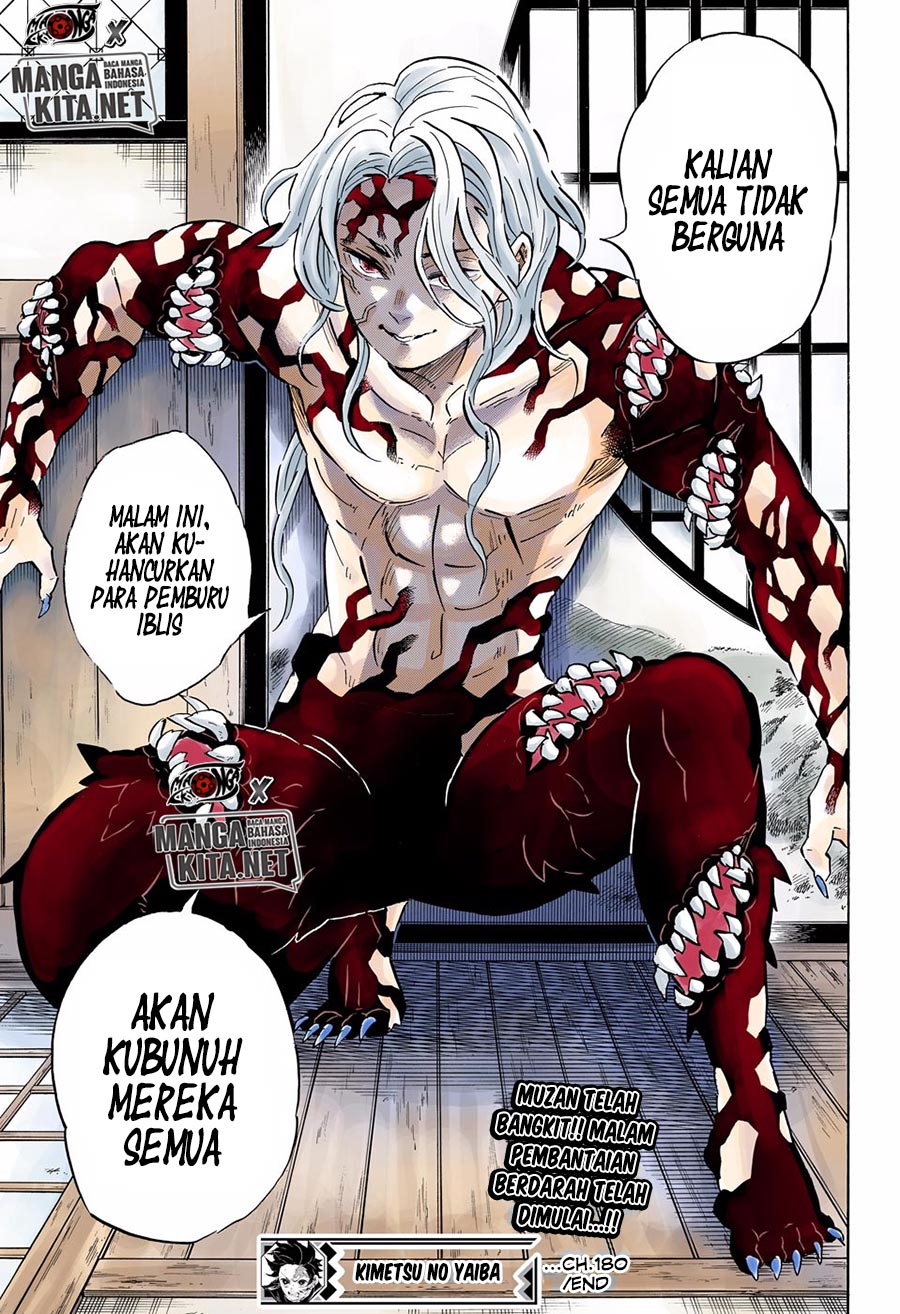 MANGA
KITA.NET
BACA MANGA
BAHASA
INDONESIA
X
KALIAN
SEMUA TIDAK
BERGUNA
MALAM INI,
AKAN KU-
HANCURKAN
PARA PEMBURU
IBLIS
X
MANGA
KITA.NET
BACA MANGA
BAHASA
INDONESIA
AKAN
KUBUNUH
MEREKA
SEMUA
MUZAN TELAH
BANGKIT!! MALAM
PEMBANTAIAN
BERDARAH TELAH
DIMULAI...!!
KIMETSU NO YAIBA
...CH.180
/END